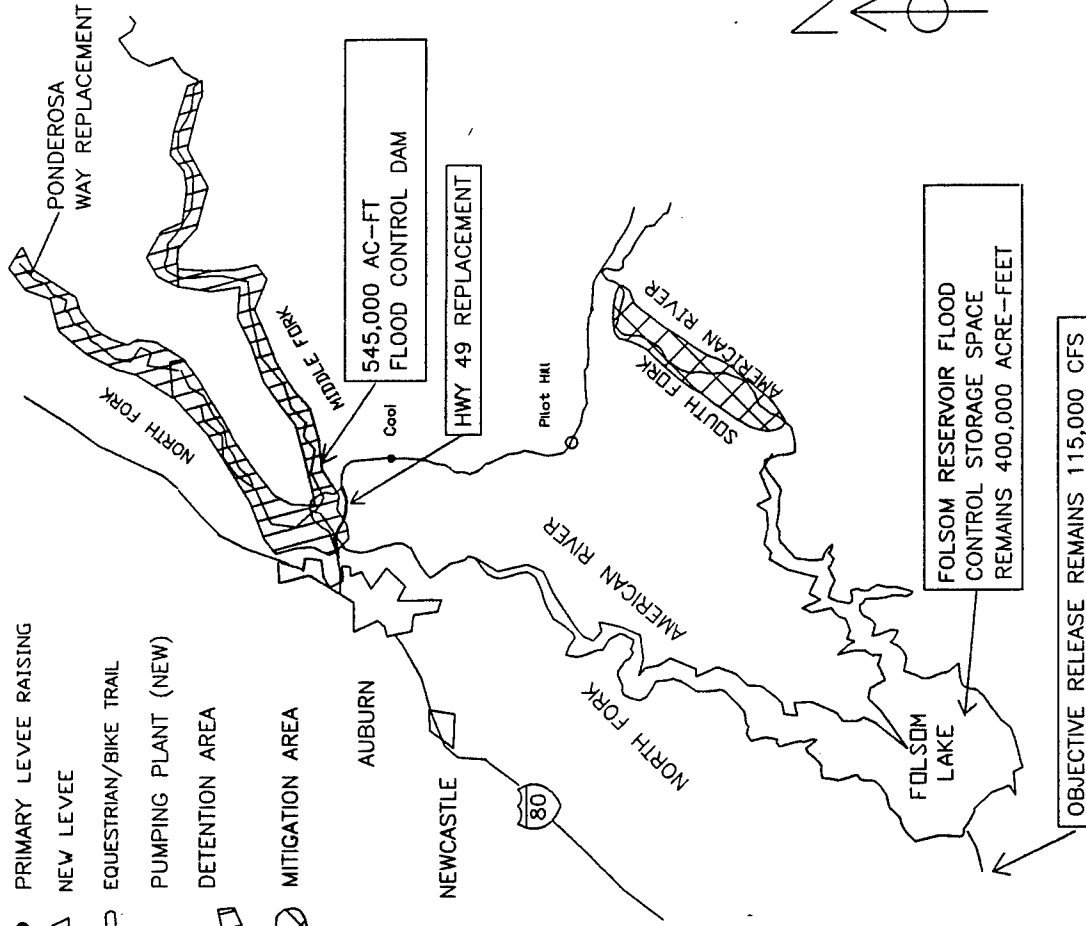 PRIMARY LEVEE RAISING
NEW LEVEE
EQUESTRIAN/BIKE TRAIL
PUMPING PLANT (NEW)
DETENTION AREA
MITIGATION AREA
PONDEROSA
WAY REPLACEMENT
NORTH FORK
MIDDLE FORK
545,000 AC-FT
FLOOD CONTROL DAM
HWY 49 REPLACEMENT
Cool
Pilot Hill
AUBURN
NEWCASTLE
80
SOUTH FORK
AMERICAN RIVER
NORTH FORK
AMERICAN RIVER
FOLSOM
LAKE
FOLSOM RESERVOIR FLOOD
CONTROL STORAGE SPACE
REMAINS 400,000 ACRE-FEET
OBJECTIVE RELEASE REMAINS 115,000 CFS